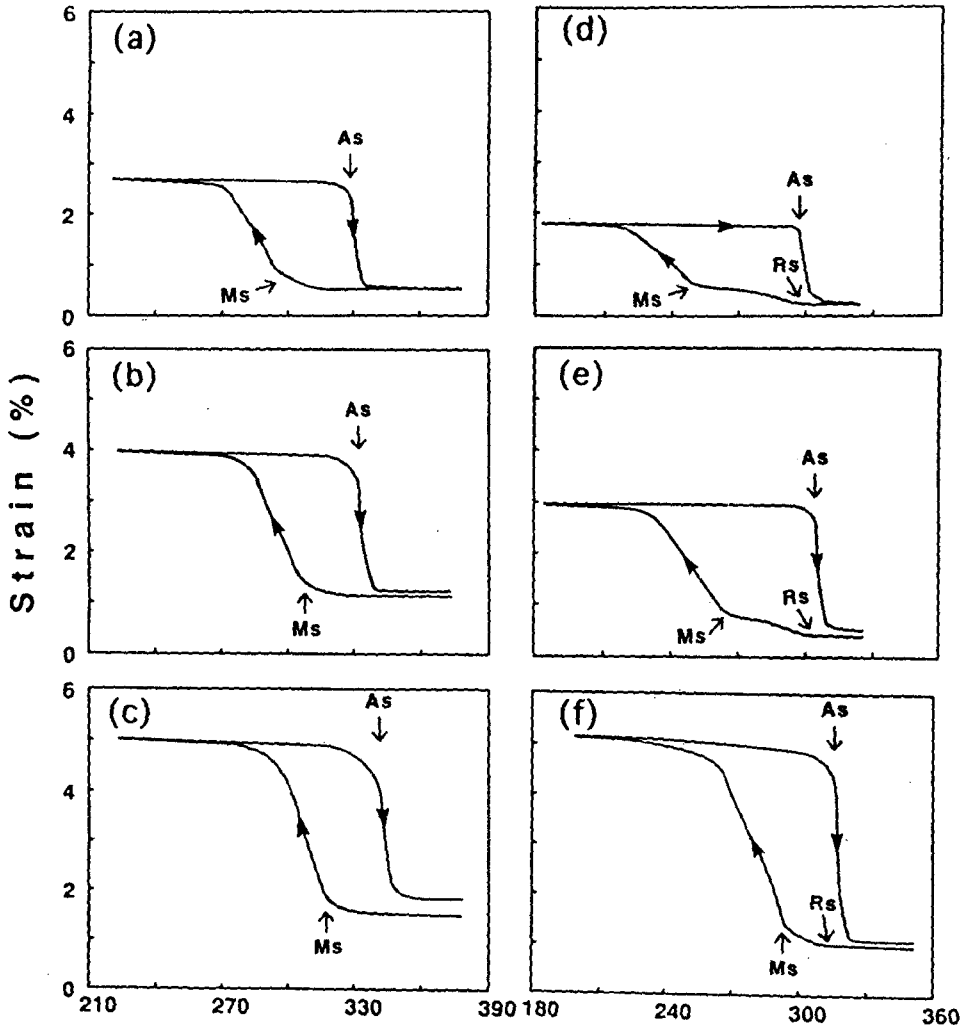 Strain (%)
(a)
6
4
2
0
As
Ms
(d)
As
Rs
Ms
(b)
6
4
2
0
As
Ms
(e)
As
Rs
Ms
(c)
6
4
2
0
As
Ms
210 270 330 390
(f)
As
Rs
Ms
180 240 300 360